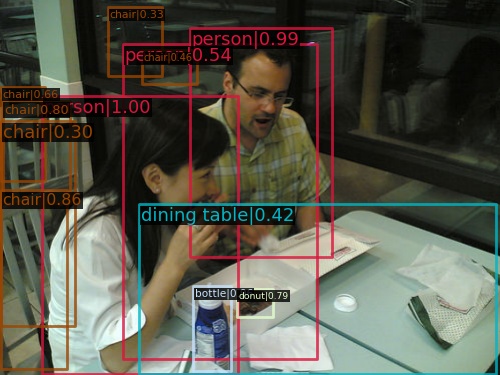 chair|0.33
person|0.99
pe 0.54
chair|0.46
chair|0.66
chair|0.80
son|1.00
chair|0.30
chair|0.86
dining table|0.42
bottle|0.
donut|0.79